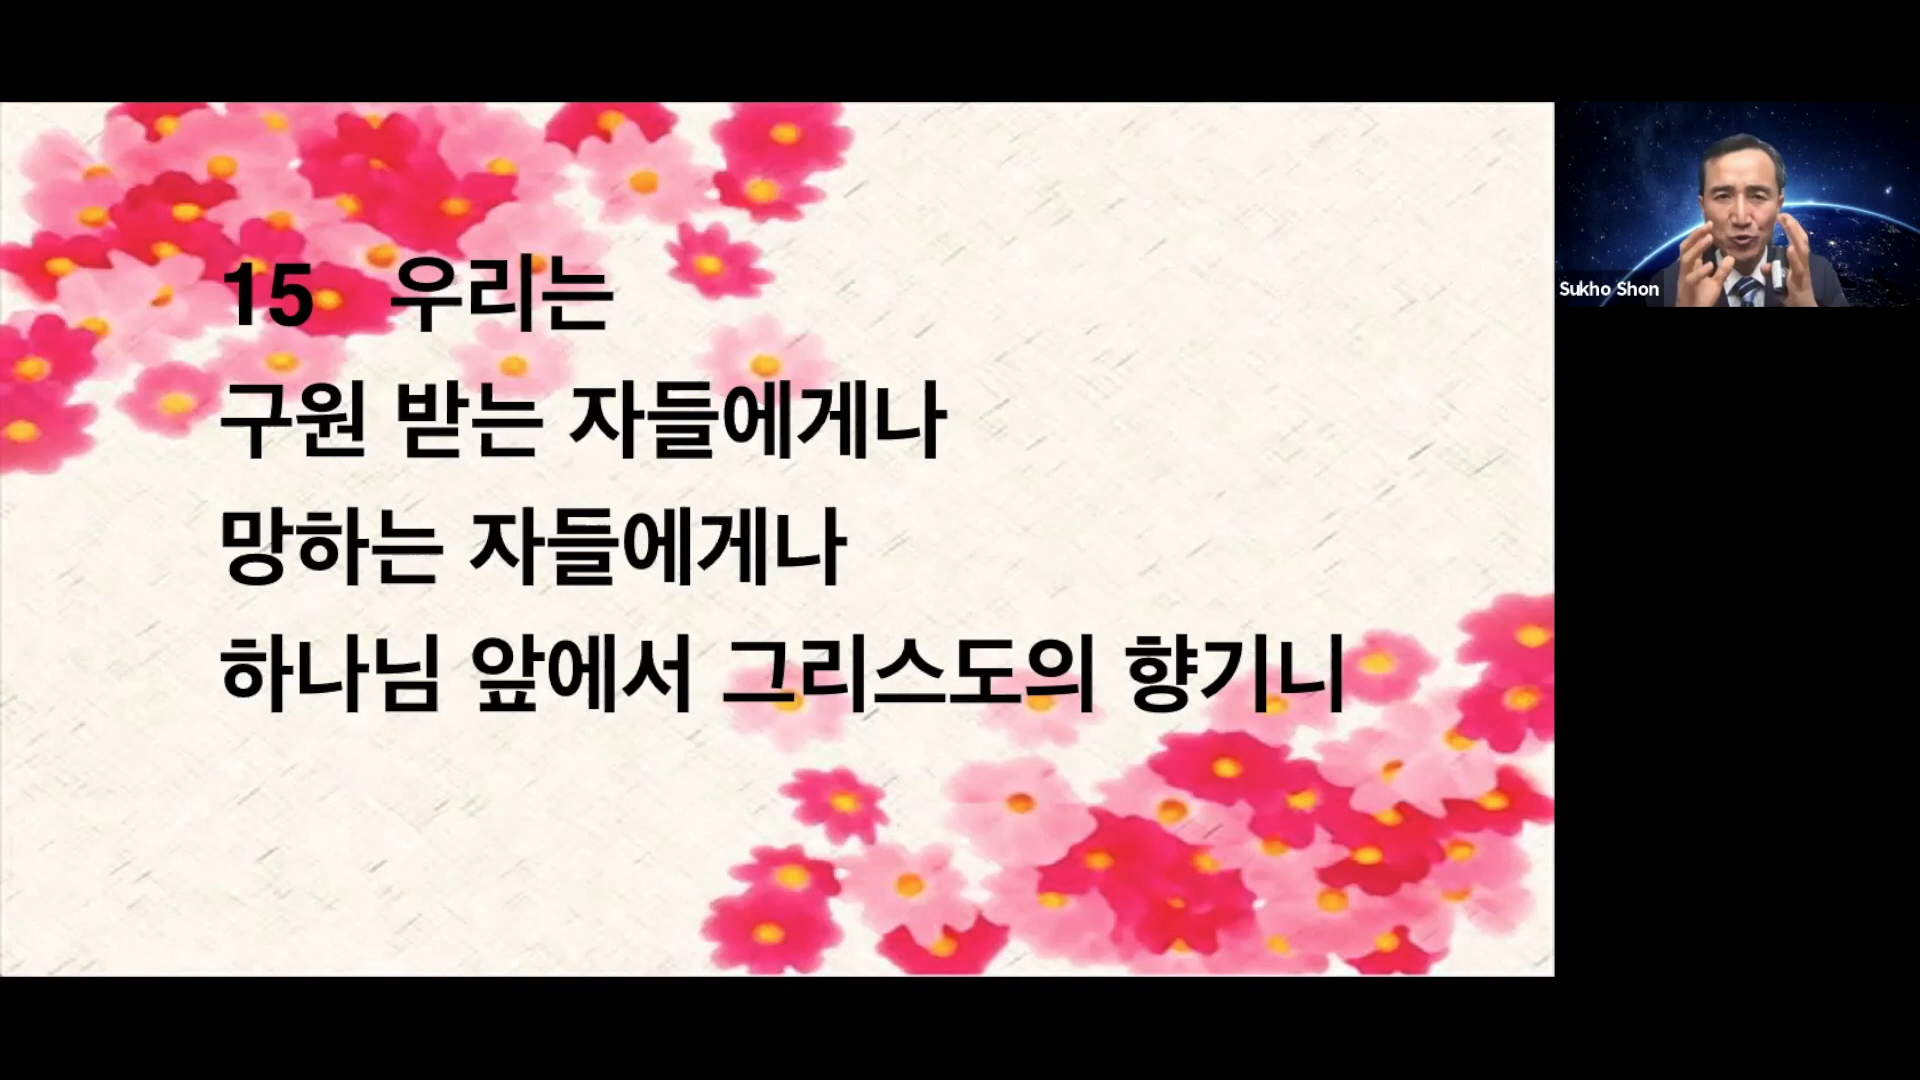 15 우리는
구원 받는 자들에게나
망하는 자들에게나
하나님 앞에서 그리스도의 향기니
Sukho Shon